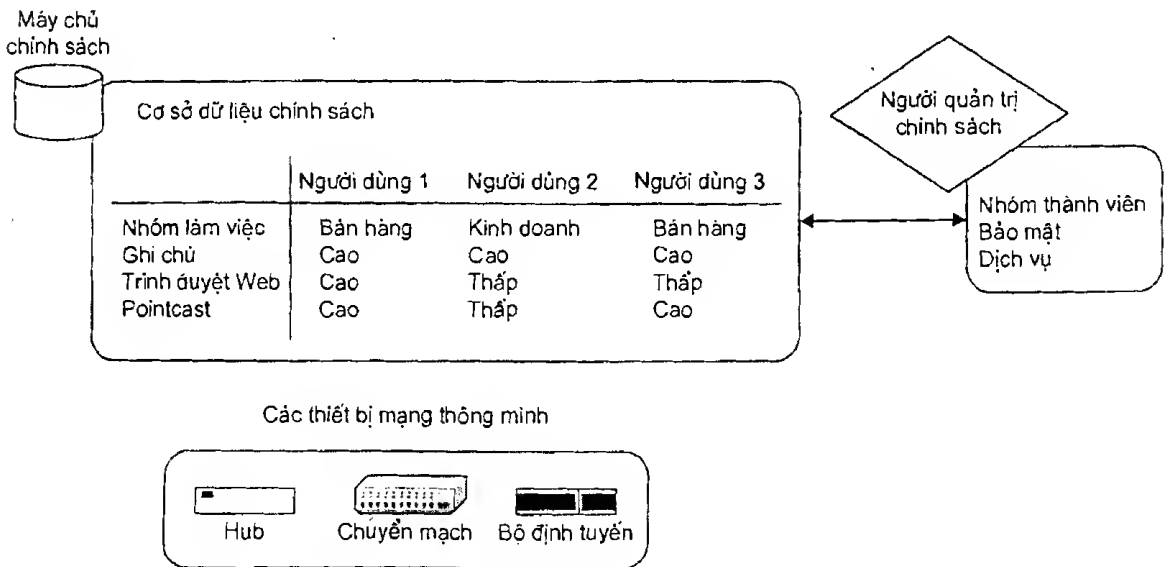 Máy chủ
chính sách
Cơ sở dữ liệu chính sách
Người quản trị
chính sách
Người dùng 1 Người dùng 2 Người dùng 3
Nhóm làm việc Bán hàng Kinh doanh Bán hàng
Ghi chú Cao Cao Cao
Trình duyệt Web Cao Thấp Thấp
Pointcast Cao Thấp Cao
Nhóm thành viên
Bảo mật
Dịch vụ
Các thiết bị mạng thông minh
Hub Chuyển mạch Bộ định tuyến